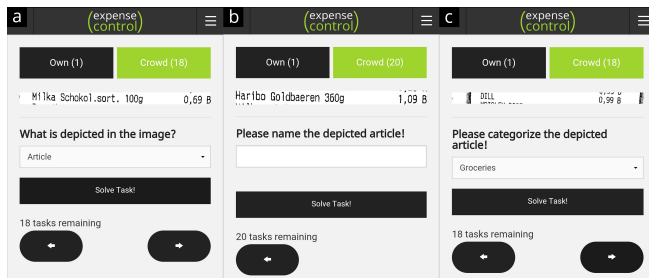 a
(expense control)
Own (1)
Crowd (18)
Milka Schokol.sort. 100g 0,69 B
What is depicted in the image?
Article
Solve Task!
18 tasks remaining
b
(expense control)
Own (1)
Crowd (20)
Haribo Goldbaeren 360g 1,09 B
Please name the depicted article!
Solve Task!
20 tasks remaining
c
(expense control)
Own (1)
Crowd (18)
DILL 0,99 B
Please categorize the depicted
article!
Groceries
Solve Task!
18 tasks remaining